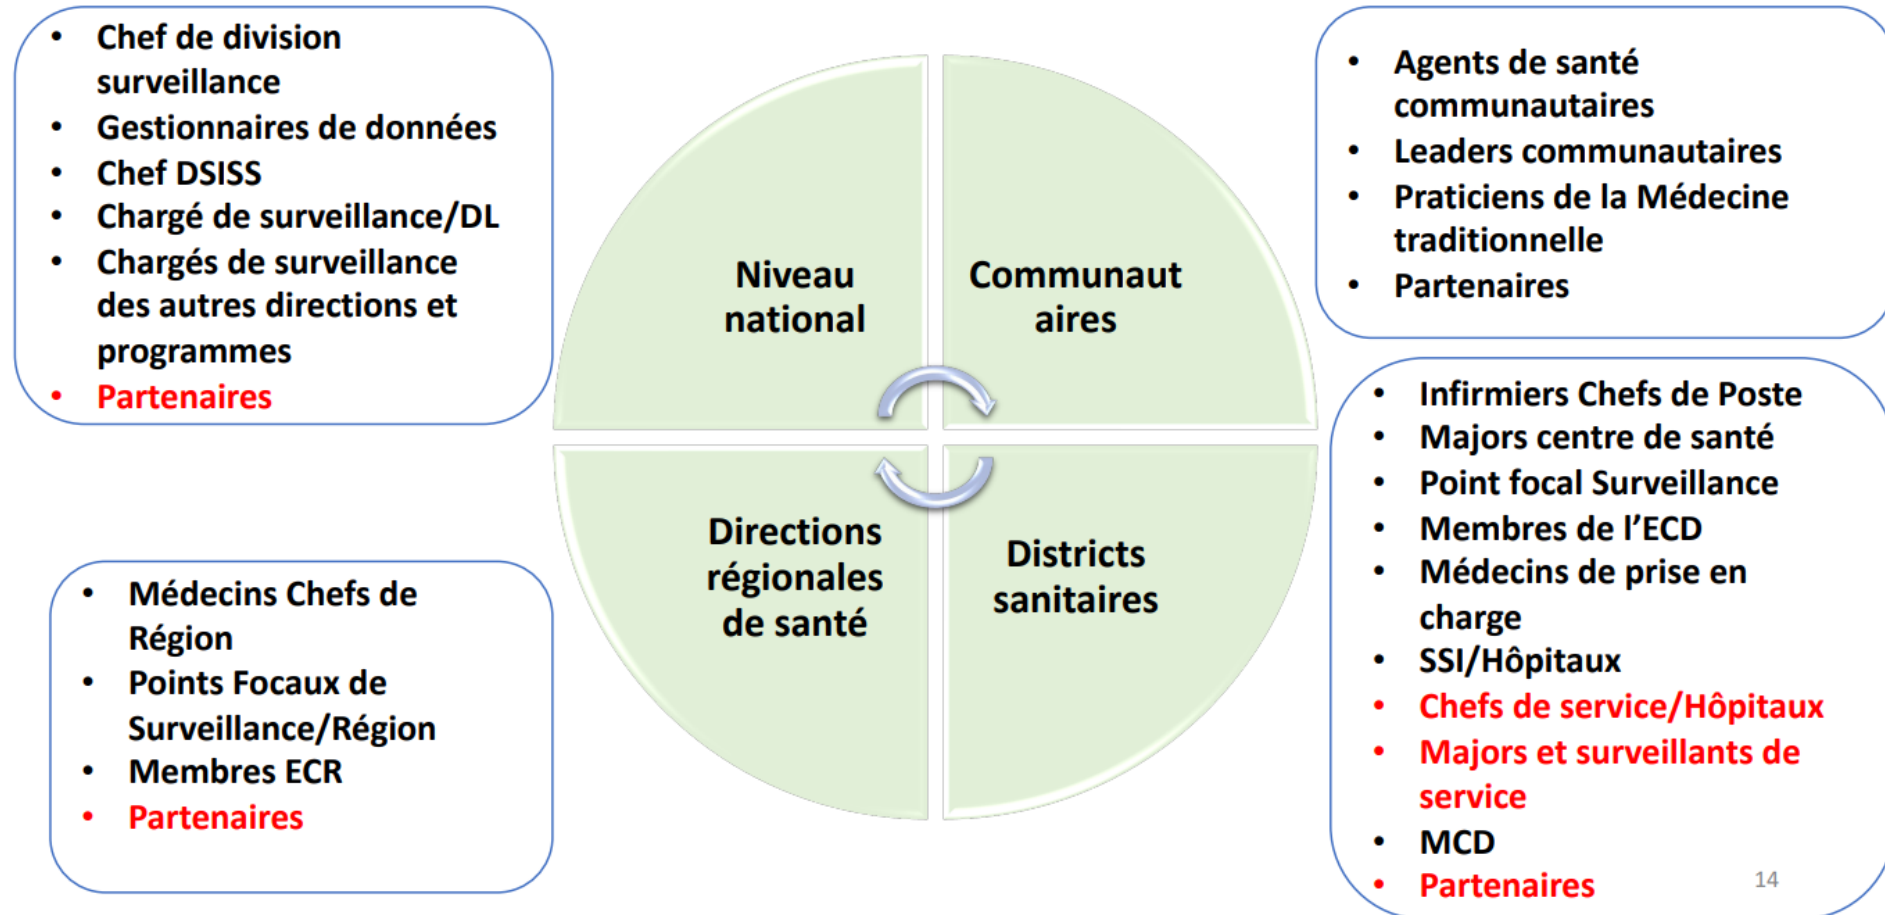 • Chef de division
surveillance
• Gestionnaires de données
• Chef DSISS
• Chargé de surveillance/DL
• Chargés de surveillance
des autres directions et
programmes
• Partenaires
Niveau
national
Communaut
aires
• Agents de santé
communautaires
• Leaders communautaires
• Praticiens de la Médecine
traditionnelle
• Partenaires
• Médecins Chefs de
Région
• Points Focaux de
Surveillance/Région
• Membres ECR
• Partenaires
Directions
régionales
de santé
Districts
sanitaires
• Infirmiers Chefs de Poste
• Majors centre de santé
• Point focal Surveillance
• Membres de l’ECD
• Médecins de prise en
charge
• SSI/Hôpitaux
• Chefs de service/Hôpitaux
• Majors et surveillants de
service
• MCD
• Partenaires
14